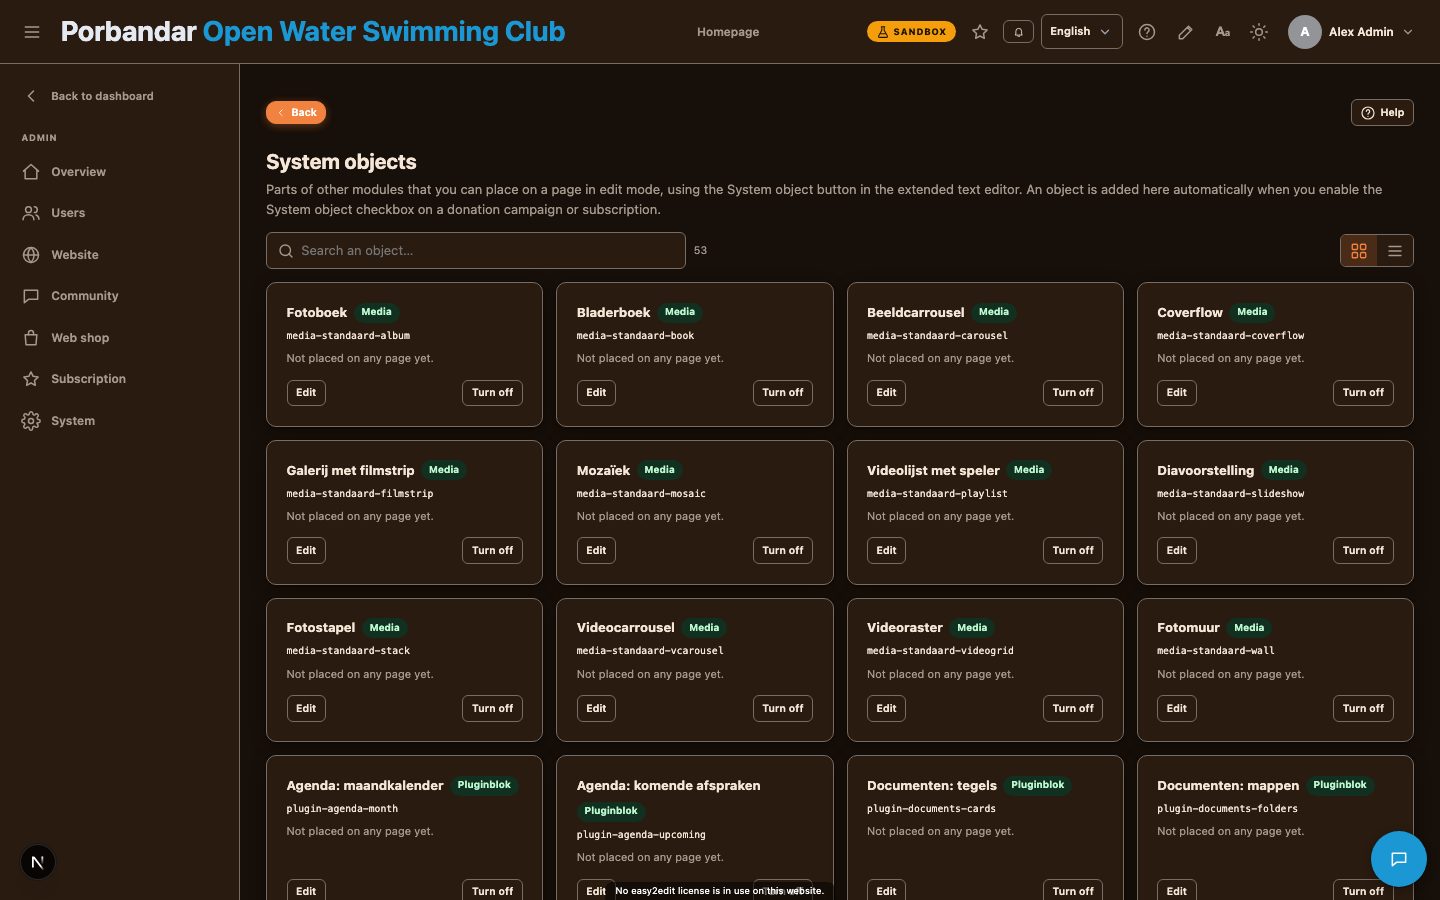 Porbandar Open Water Swimming Club
Homepage
SANDBOX
English
Aa
A
Alex Admin
Back to dashboard
ADMIN
Overview
Users
Website
Community
Web shop
Subscription
System
Back
Help
System objects
Parts of other modules that you can place on a page in edit mode, using the System object button in the extended text editor. An object is added here automatically when you enable the
System object checkbox on a donation campaign or subscription.
Search an object...
53
Fotoboek Media
media-standaard-album
Not placed on any page yet.
Edit Turn off
Bladerboek Media
media-standaard-book
Not placed on any page yet.
Edit Turn off
Beeldcarrousel Media
media-standaard-carousel
Not placed on any page yet.
Edit Turn off
Coverflow Media
media-standaard-coverflow
Not placed on any page yet.
Edit Turn off
Galerij met filmstrip Media
media-standaard-filmstrip
Not placed on any page yet.
Edit Turn off
Mozaïek Media
media-standaard-mosaic
Not placed on any page yet.
Edit Turn off
Videolijst met speler Media
media-standaard-playlist
Not placed on any page yet.
Edit Turn off
Diavoorstelling Media
media-standaard-slideshow
Not placed on any page yet.
Edit Turn off
Fotostapel Media
media-standaard-stack
Not placed on any page yet.
Edit Turn off
Videocarrousel Media
media-standaard-vcarousel
Not placed on any page yet.
Edit Turn off
Videoraster Media
media-standaard-videogrid
Not placed on any page yet.
Edit Turn off
Fotomuur Media
media-standaard-wall
Not placed on any page yet.
Edit Turn off
Agenda: maandkalender Pluginblok
plugin-agenda-month
Not placed on any page yet.
Edit Turn off
Agenda: komende afspraken
Pluginblok
plugin-agenda-upcoming
Not placed on any page yet.
Edit
Documenten: tegels Pluginblok
plugin-documents-cards
Not placed on any page yet.
Edit Turn off
Documenten: mappen Pluginblok
plugin-documents-folders
Not placed on any page yet.
Edit Turn off
N
No easy2edit license is in use on this website.